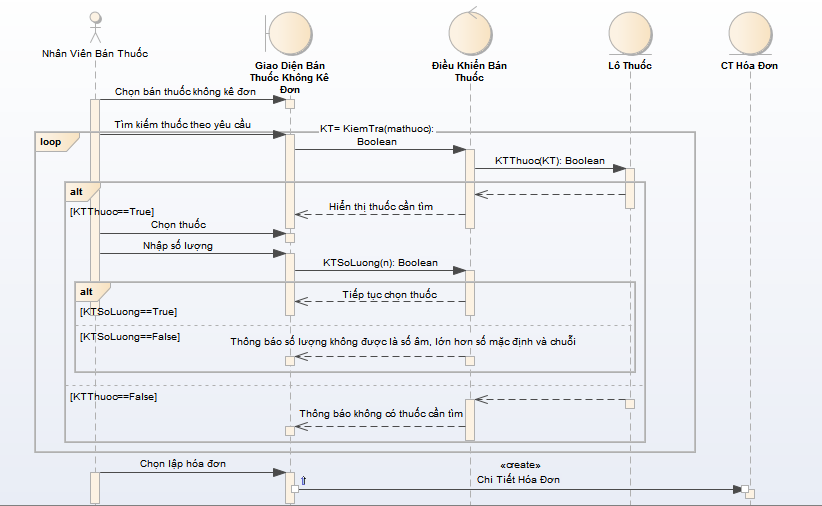 Nhân Viên Bán Thuốc
Giao Diện Bán
Thuốc Không Kê
Đơn
Điều Khiển Bán
Thuốc
Lô Thuốc
CT Hóa Đơn
Chọn bán thuốc không kê đơn
Tìm kiếm thuốc theo yêu cầu
loop
KT= KiemTra(mathuoc):
Boolean
KTThuoc(KT): Boolean
alt
[KTThuoc==True]
Hiển thị thuốc cần tìm
Chọn thuốc
Nhập số lượng
KTSoLuong(n): Boolean
alt
Tiếp tục chọn thuốc
[KTSoLuong==True]
[KTSoLuong==False]
Thông báo số lượng không được là số âm, lớn hơn số mặc định và chuỗi
[KTThuoc==False]
Thông báo không có thuốc cần tìm
Chọn lập hóa đơn
«create»
Chi Tiết Hóa Đơn